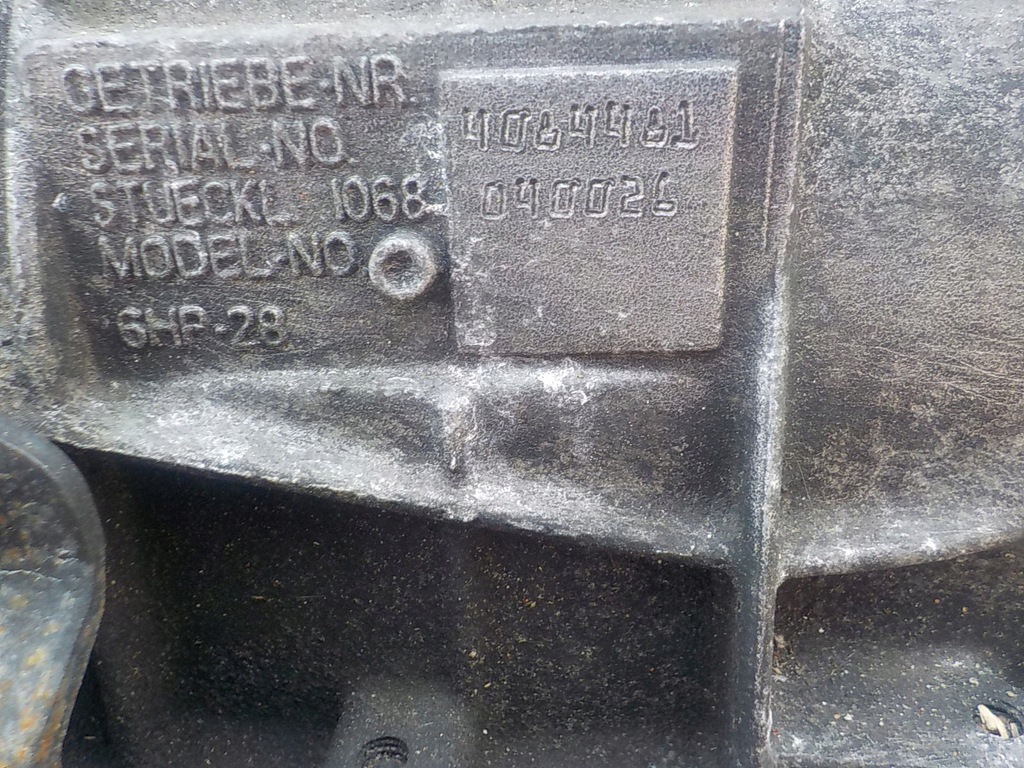 GETRIEBE-NR. 4064461
SERIAL-NO.
STUECKL. 1068 040026
MODEL-NO.
6HP-28